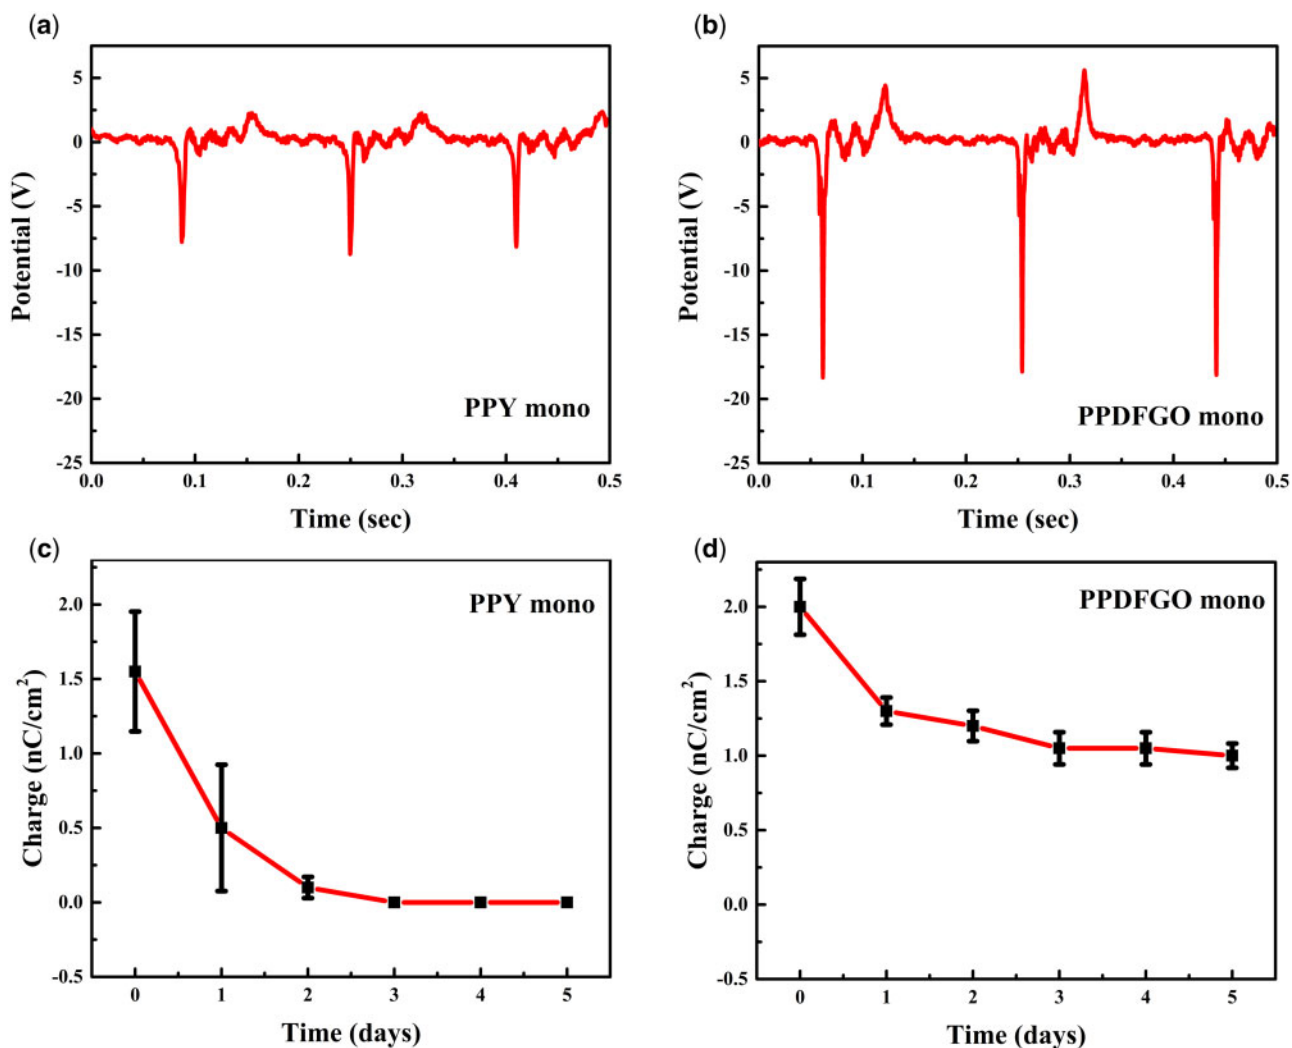 (a)
5
0
-5
-10
-15
-20
-25
Potential (V)
PPY mono
0.0 0.1 0.2 0.3 0.4 0.5
Time (sec)
(b)
5
0
-5
-10
-15
-20
-25
Potential (V)
PPDFGO mono
0.0 0.1 0.2 0.3 0.4 0.5
Time (sec)
(c)
2.0
1.5
1.0
0.5
0.0
-0.5
Charge (nC/cm²)
PPY mono
0 1 2 3 4 5
Time (days)
(d)
2.0
1.5
1.0
0.5
0.0
-0.5
Charge (nC/cm²)
PPDFGO mono
0 1 2 3 4 5
Time (days)